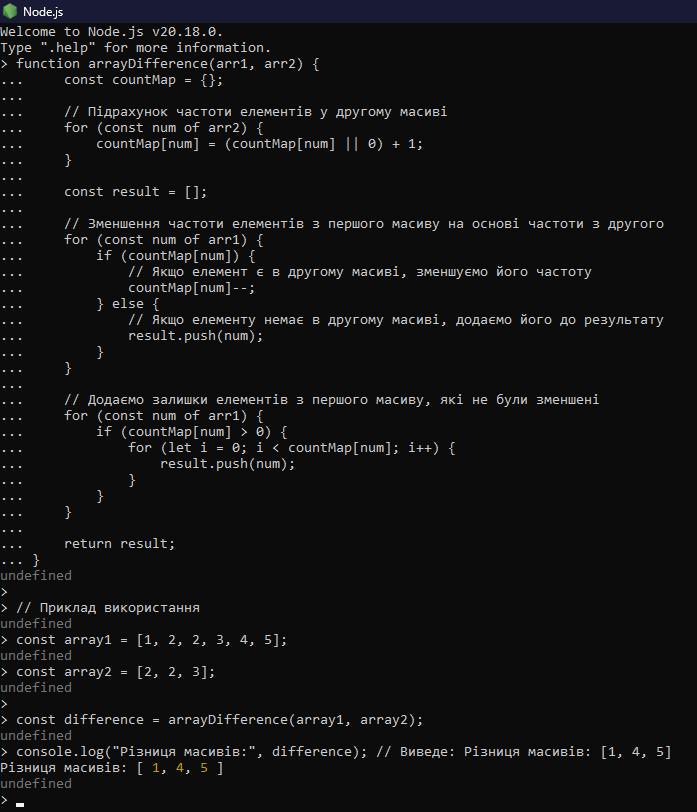 Node.js
Welcome to Node.js v20.18.0.
Type ".help" for more information.
> function arrayDifference(arr1, arr2) {
...     const countMap = {};
...
...     // Підрахунок частоти елементів у другому масиві
...     for (const num of arr2) {
...         countMap[num] = (countMap[num] || 0) + 1;
...     }
...
...     const result = [];
...
...     // Зменшення частоти елементів з першого масиву на основі частоти з другого
...     for (const num of arr1) {
...         if (countMap[num]) {
...             // Якщо елемент є в другому масиві, зменшуємо його частоту
...             countMap[num]--;
...         } else {
...             // Якщо елементу немає в другому масиві, додаємо його до результату
...             result.push(num);
...         }
...     }
...
...     // Додаємо залишки елементів з першого масиву, які не були зменшені
...     for (const num of arr1) {
...         if (countMap[num] > 0) {
...             for (let i = 0; i < countMap[num]; i++) {
...                 result.push(num);
...             }
...         }
...     }
...
...     return result;
... }
undefined
>
> // Приклад використання
undefined
> const array1 = [1, 2, 2, 3, 4, 5];
undefined
> const array2 = [2, 2, 3];
undefined
>
> const difference = arrayDifference(array1, array2);
undefined
> console.log("Різниця масивів:", difference); // Виведе: Різниця масивів: [1, 4, 5]
Різниця масивів: [ 1, 4, 5 ]
undefined
>